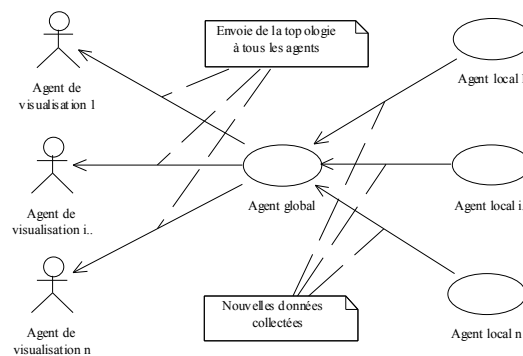 Envoie de la topologie
à tous les agents
Agent de
visualisation 1
Agent local 1
Agent de
visualisation i..
Agent global
Agent local i..
Nouvelles données
collectées
Agent de
visualisation n
Agent local n